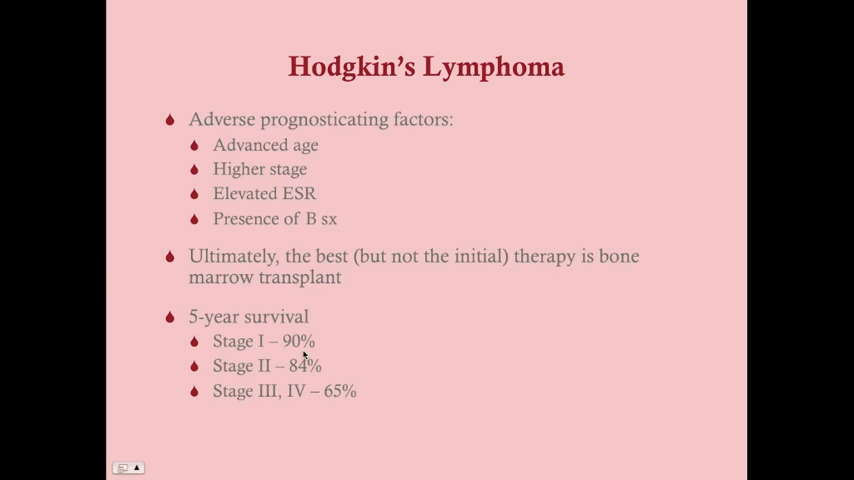 Hodgkin's Lymphoma
Adverse prognosticating factors:
Advanced age
Higher stage
Elevated ESR
Presence of B sx
Ultimately, the best (but not the initial) therapy is bone
marrow transplant
5-year survival
Stage I – 90%
Stage II – 84%
Stage III, IV – 65%